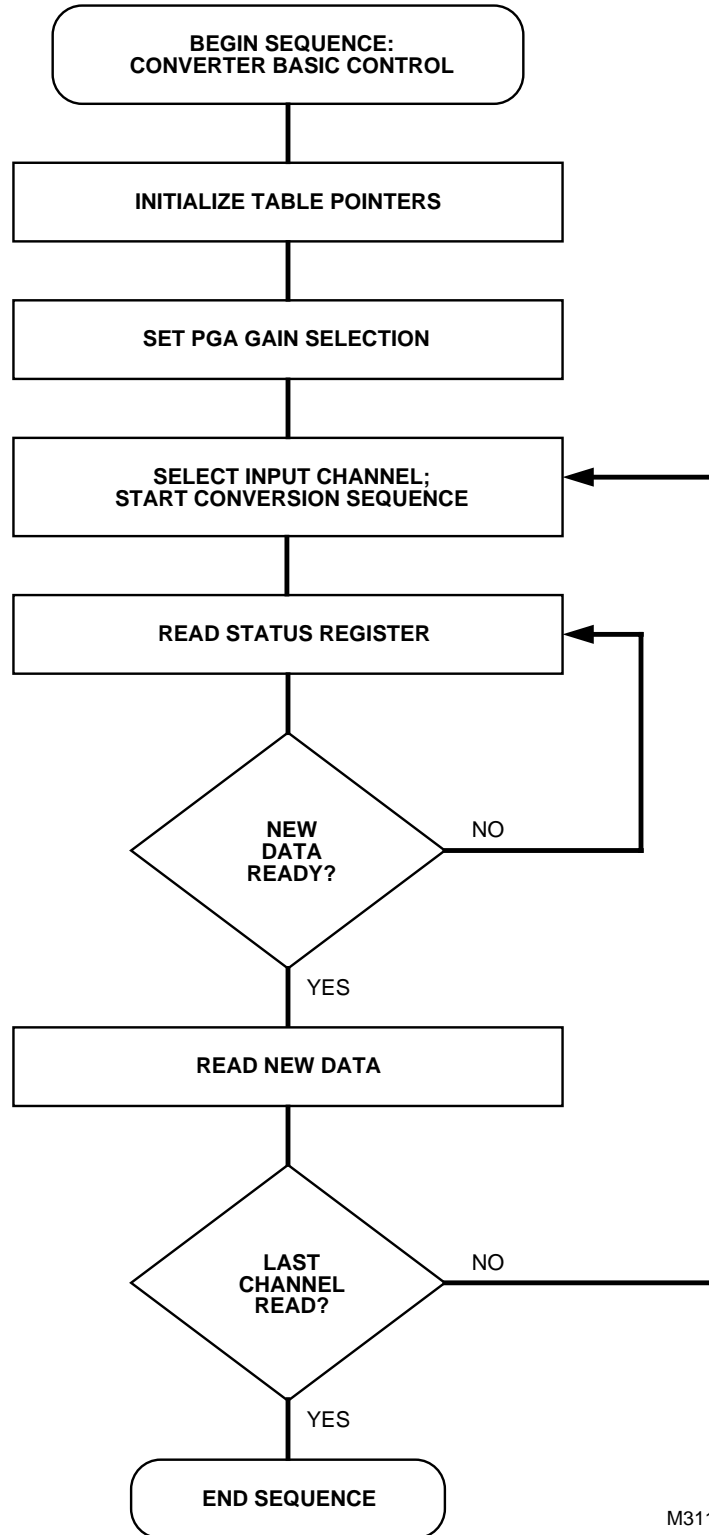 BEGIN SEQUENCE:
CONVERTER BASIC CONTROL
INITIALIZE TABLE POINTERS
SET PGA GAIN SELECTION
SELECT INPUT CHANNEL;
START CONVERSION SEQUENCE
READ STATUS REGISTER
NEW
DATA
READY?
NO
YES
READ NEW DATA
LAST
CHANNEL
READ?
NO
YES
END SEQUENCE
M311